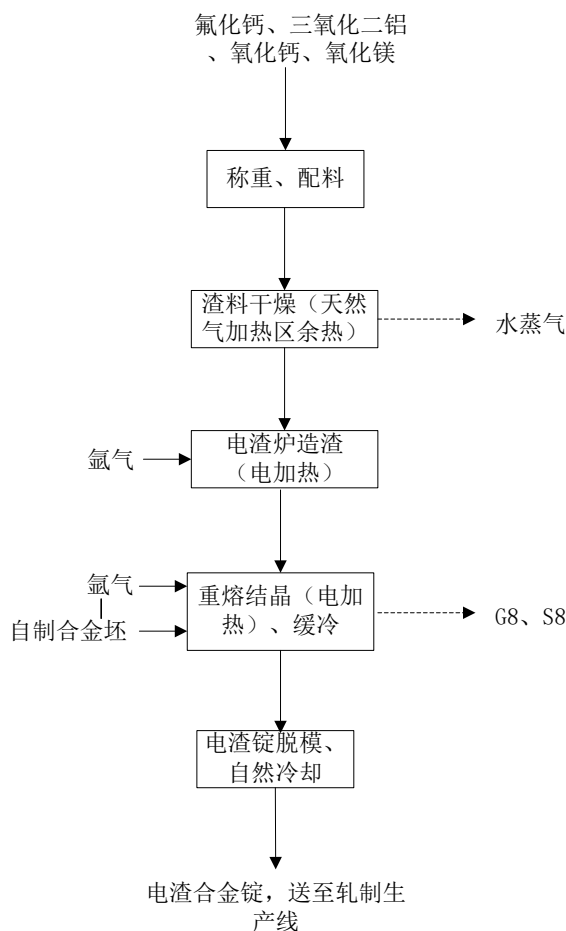 氟化钙、三氧化二铝
、氧化钙、氧化镁
称重、配料
渣料干燥（天然
气加热区余热）
水蒸气
氩气
电渣炉造渣
（电加热）
氩气
自制合金坯
重熔结晶（电加
热）、缓冷
G8、S8
电渣锭脱模、
自然冷却
电渣合金锭，送至轧制生
产线